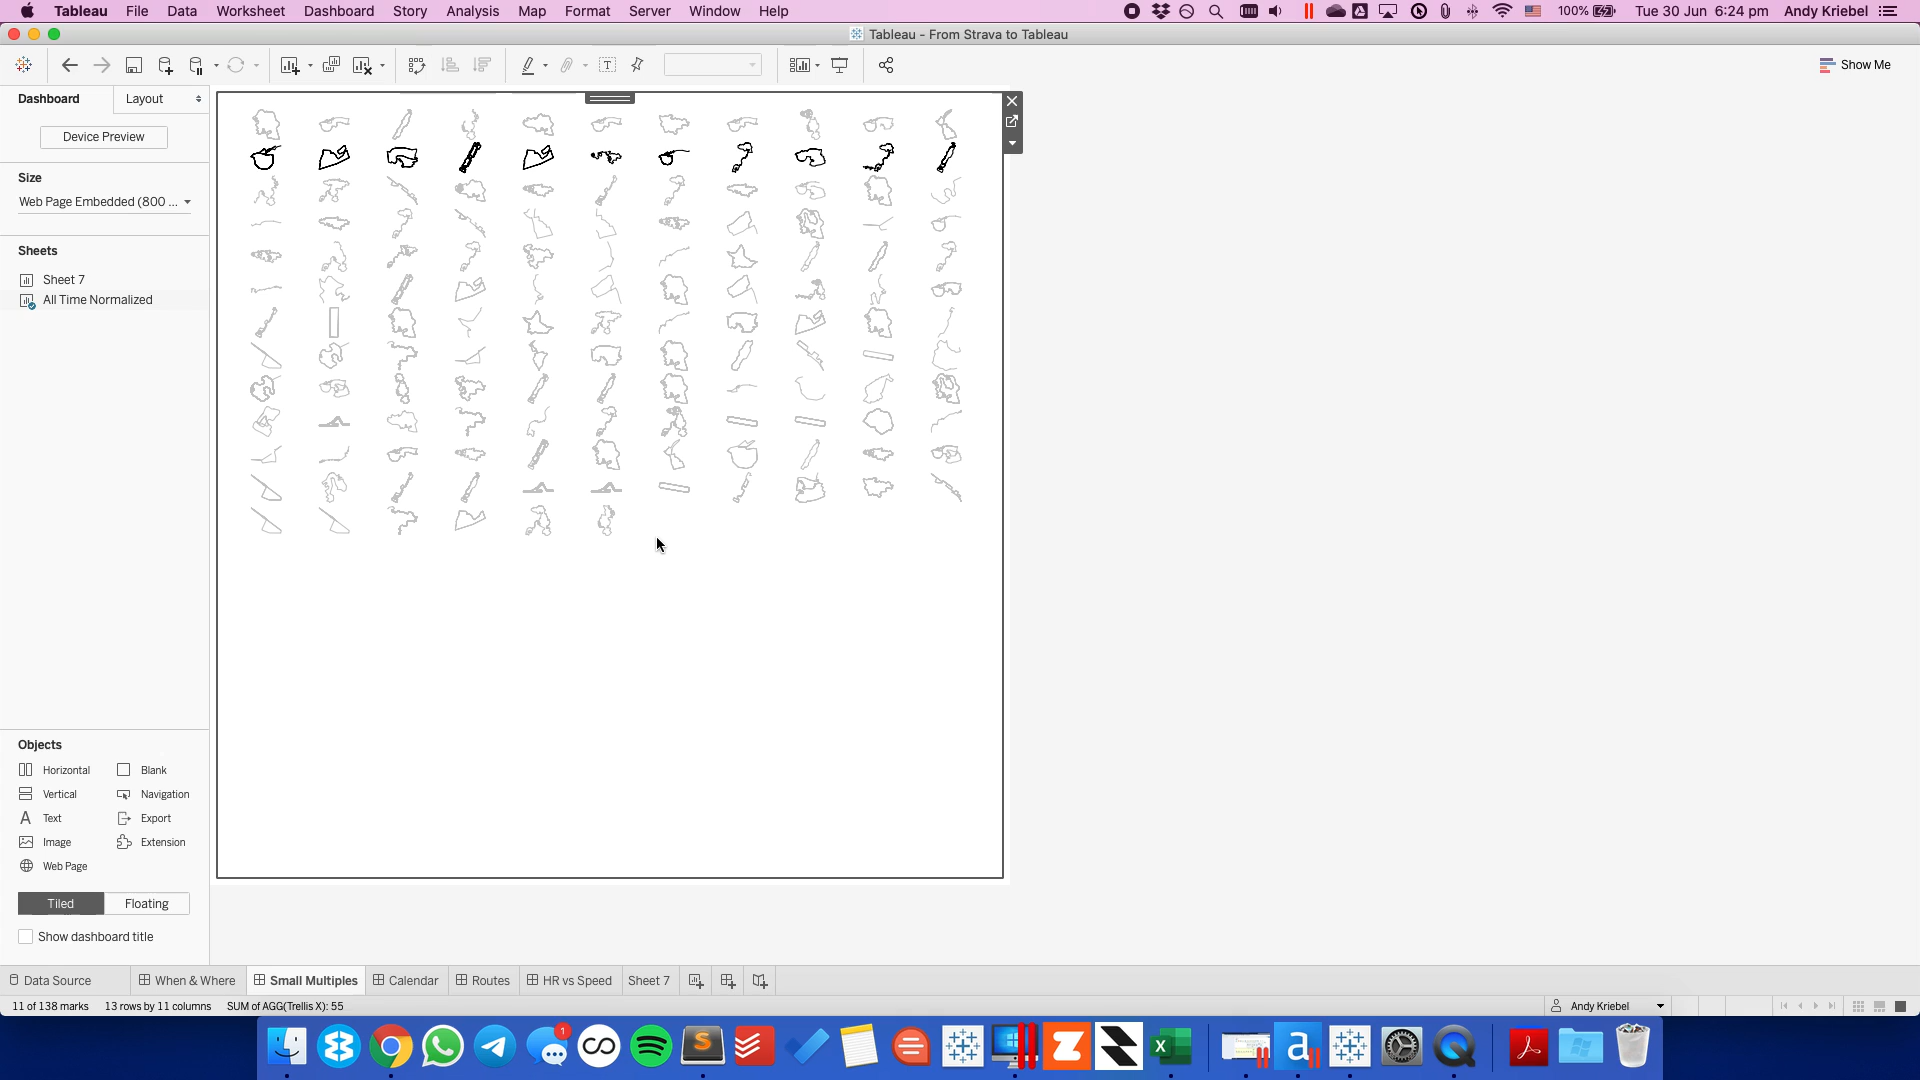 Tableau File Data Worksheet Dashboard Story Analysis Map Format Server Window Help 100% Tue 30 Jun 6:24 pm Andy Kriebel
Tableau - From Strava to Tableau
Show Me
Dashboard Layout
Device Preview
Size
Web Page Embedded (800 ...
Sheets
Sheet 7
All Time Normalized
Objects
Horizontal Blank
Vertical Navigation
A Text Export
Image Extension
Web Page
Tiled Floating
Show dashboard title
Data Source When & Where Small Multiples Calendar Routes HR vs Speed Sheet 7
11 of 138 marks 13 rows by 11 columns SUM of AGG(Trellis X): 55 Andy Kriebel
1